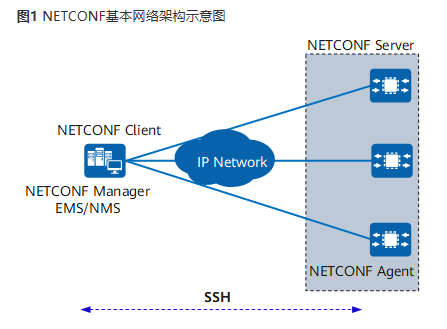 图1 NETCONF基本网络架构示意图
NETCONF Server
NETCONF Client
IP Network
NETCONF Manager
EMS/NMS
NETCONF Agent
SSH